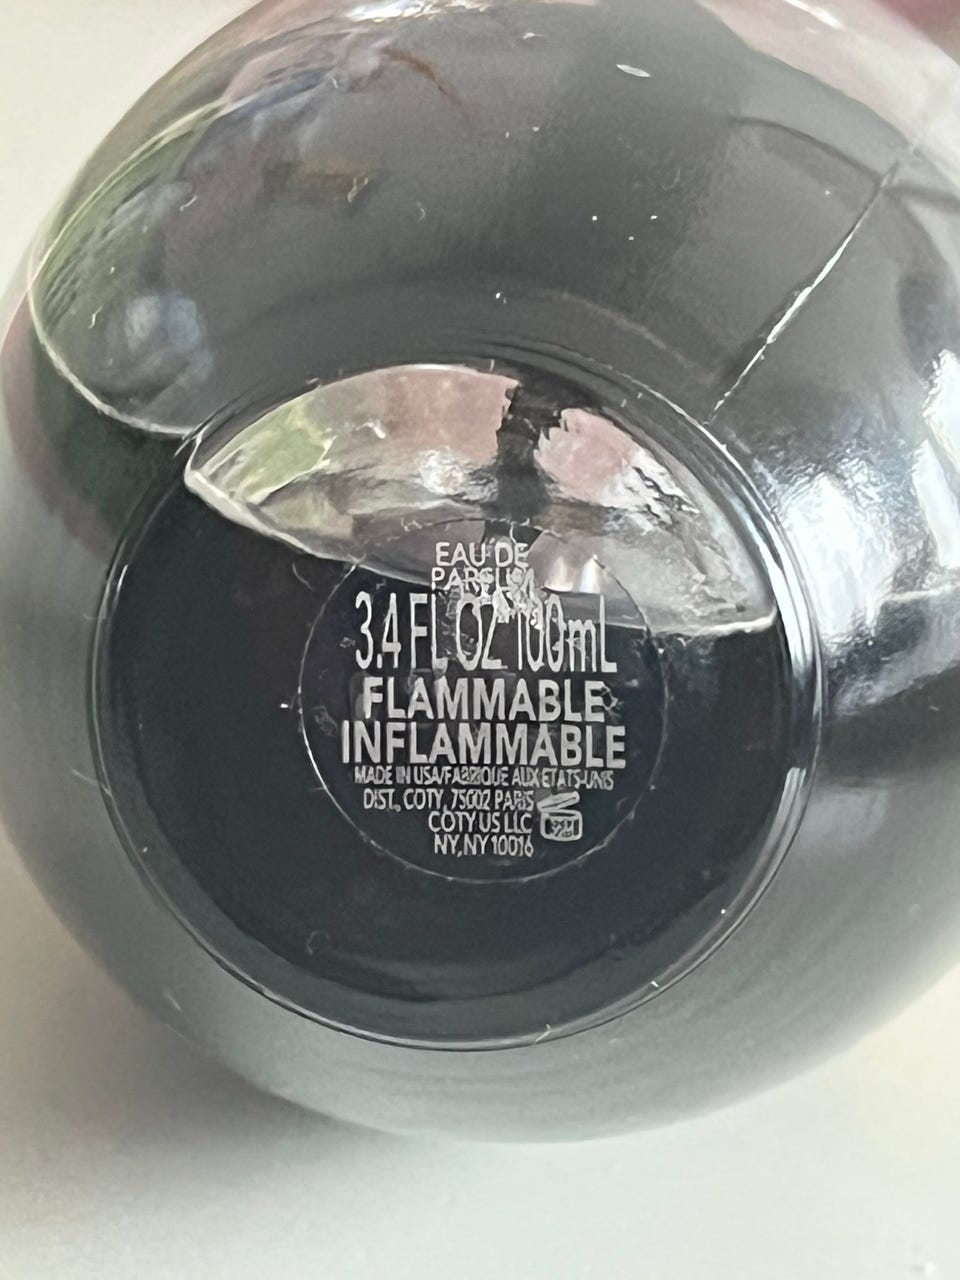 EAU DE
PARFUM
3.4 FL OZ 100mL
FLAMMABLE
INFLAMMABLE
MADE IN USA/FABRIQUE AUX ETATS-UNIS
DIST. COTY, 75002 PARIS
COTY US LLC
NY, NY 10016